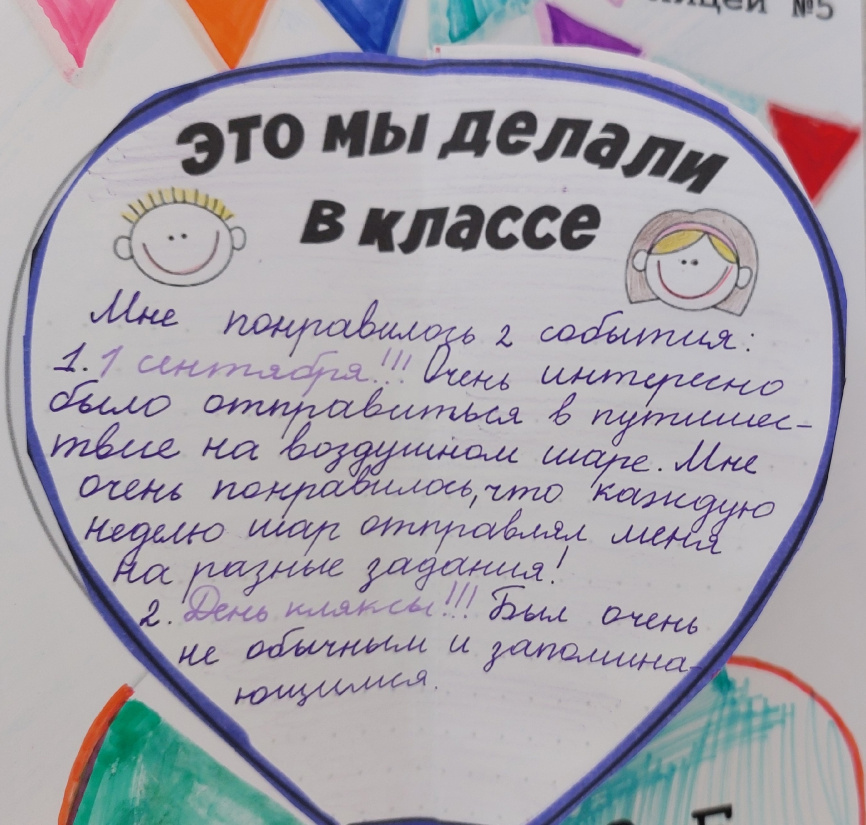 лицей №5
это мы делали
в классе
Мне понравилось 2 события:
1. 1 сентября!!! Очень интересно
было отправиться в путишес-
твие на воздушном шаре. Мне
очень понравилось, что каждую
неделю шар отправлял меня
на разные задания!
2. День кляксы!!! Был очень
не обычным и запомина-
ющимся.